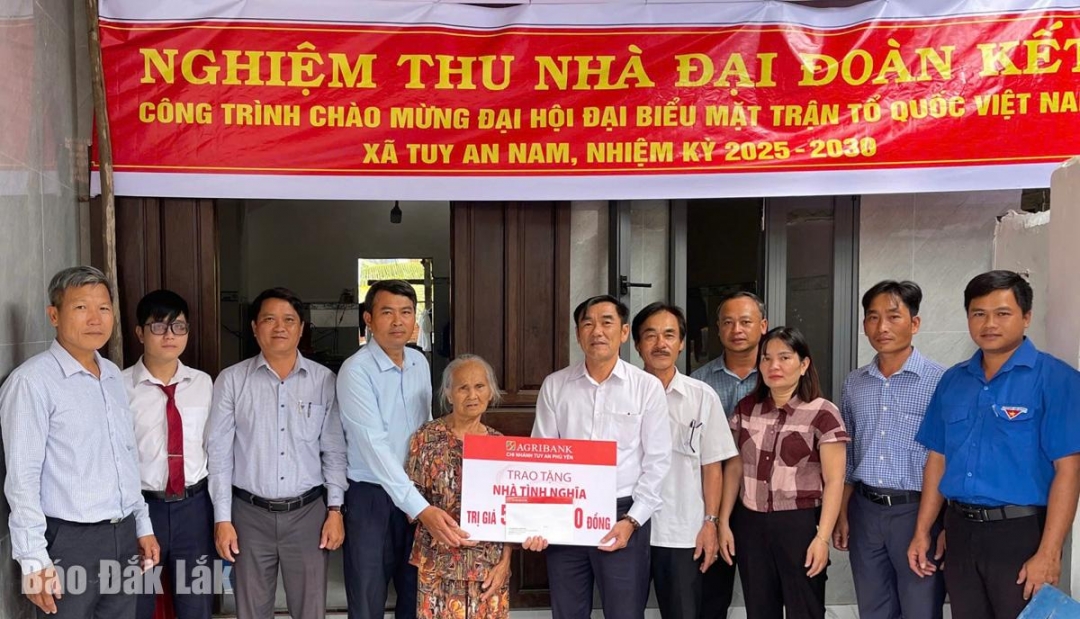 NGHIỆM THU NHÀ ĐẠI ĐOÀN KẾT
CÔNG TRÌNH CHÀO MỪNG ĐẠI HỘI ĐẠI BIỂU MẶT TRẬN TỔ QUỐC VIỆT NA
XÃ TUY AN NAM, NHIỆM KỲ 2025 - 2030
AGRIBANK
CHI NHÁNH TUY AN PHÚ YÊN
TRAO TẶNG
NHÀ TÌNH NGHĨA
TRỊ GIÁ 5 0 ĐỒNG
Báo Đắk Lắk